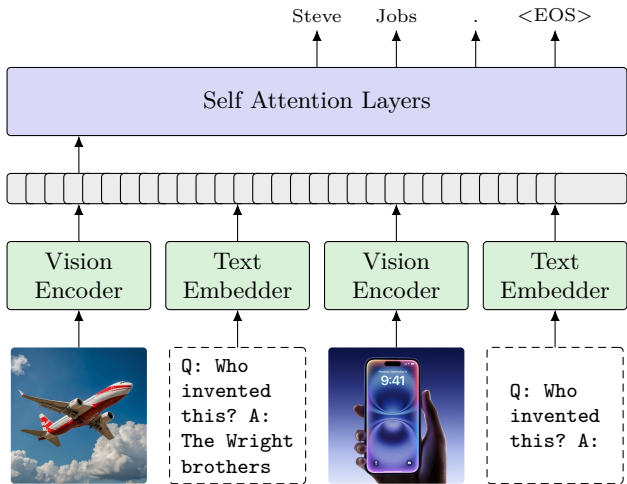 Steve Jobs . <EOS>
Self Attention Layers
Vision Encoder
Text Embedder
Vision Encoder
Text Embedder
Q: Who
invented
this? A:
The Wright
brothers
9:41
Q: Who
invented
this? A: